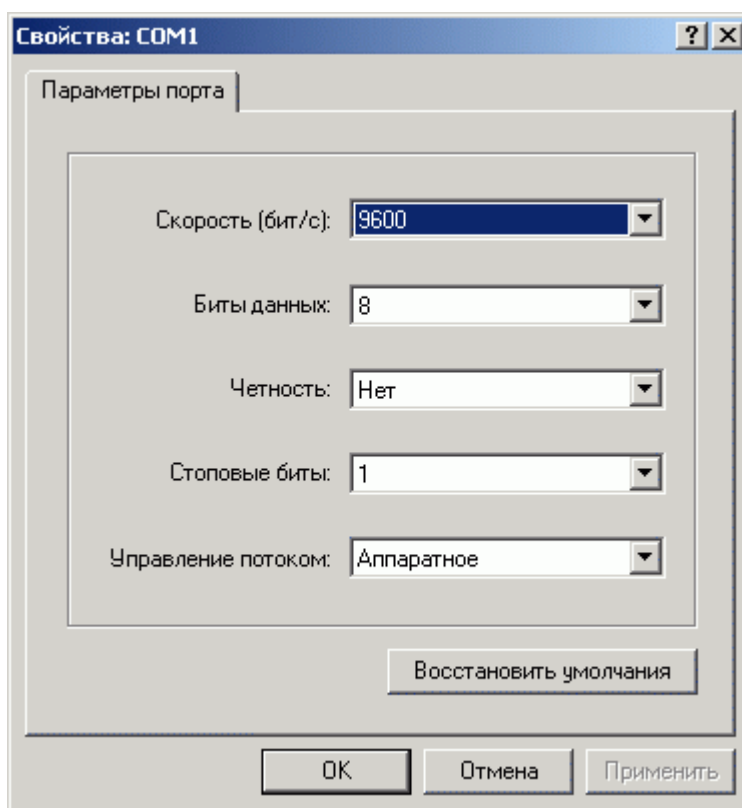 Свойства: COM1
Параметры порта
Скорость (бит/с): 9600
Биты данных: 8
Четность: Нет
Стоповые биты: 1
Управление потоком: Аппаратное
Восстановить умолчания
OK Отмена Применить